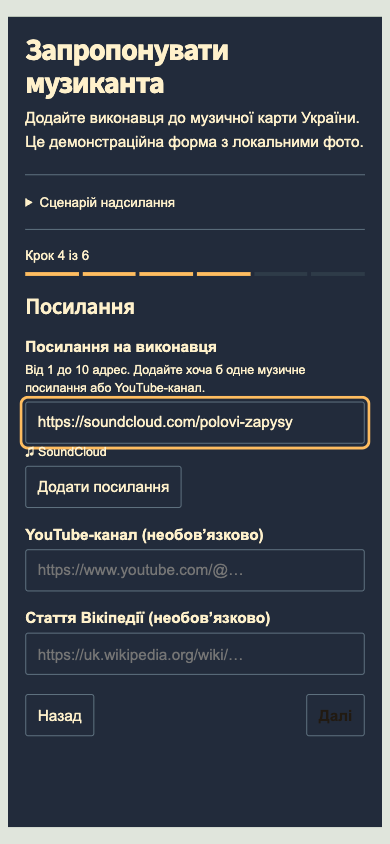 Запропонувати
музиканта
Додайте виконавця до музичної карти України.
Це демонстраційна форма з локальними фото.
Сценарій надсилання
Крок 4 із 6
Посилання
Посилання на виконавця
Від 1 до 10 адрес. Додайте хоча б одне музичне
посилання або YouTube-канал.
https://soundcloud.com/polovi-zapysy
SoundCloud
Додати посилання
YouTube-канал (необов’язково)
https://www.youtube.com/@…
Стаття Вікіпедії (необов’язково)
https://uk.wikipedia.org/wiki/…
Назад
Далі